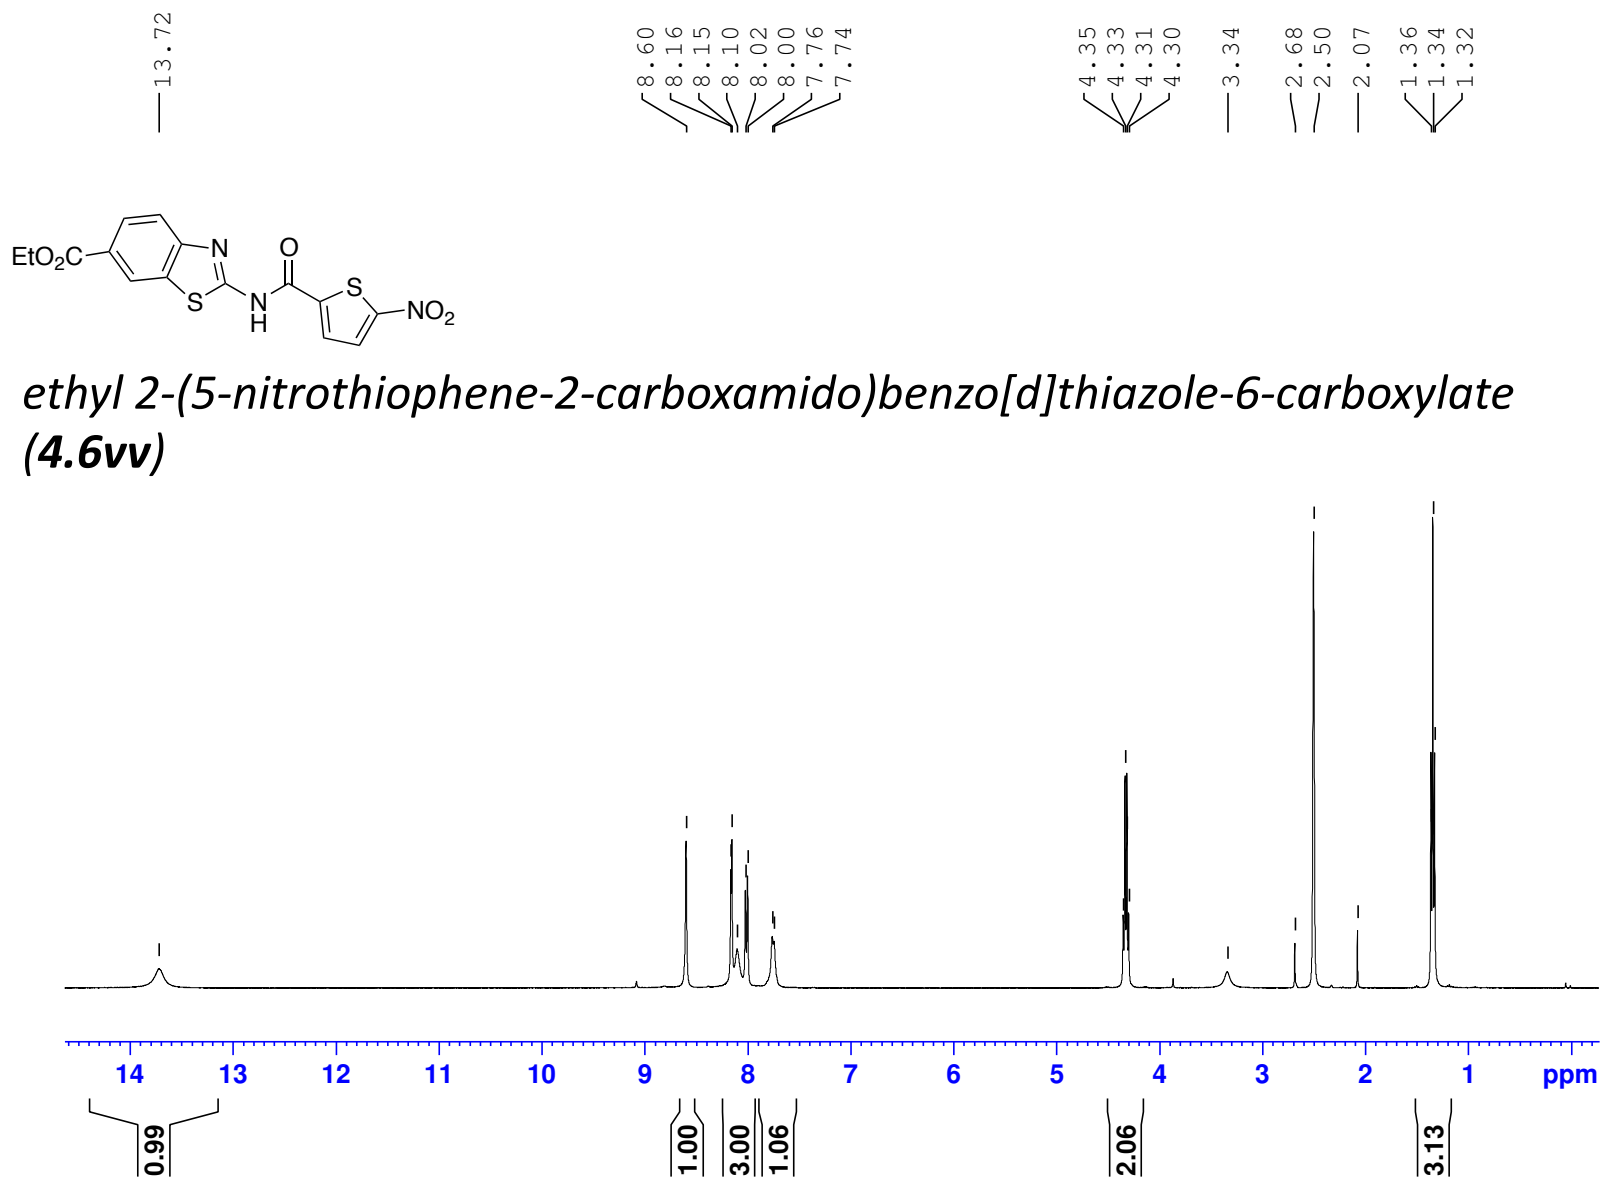 13.72
8.60
8.16
8.15
8.10
8.02
8.00
7.76
7.74
4.35
4.33
4.31
4.30
3.34
2.68
2.50
2.07
1.36
1.34
1.32
EtO2C
N
S
N
H
O
S
NO2
ethyl 2-(5-nitrothiophene-2-carboxamido)benzo[d]thiazole-6-carboxylate
(4.6vv)
14 13 12 11 10 9 8 7 6 5 4 3 2 1 ppm
0.99
1.00
3.00
1.06
2.06
3.13